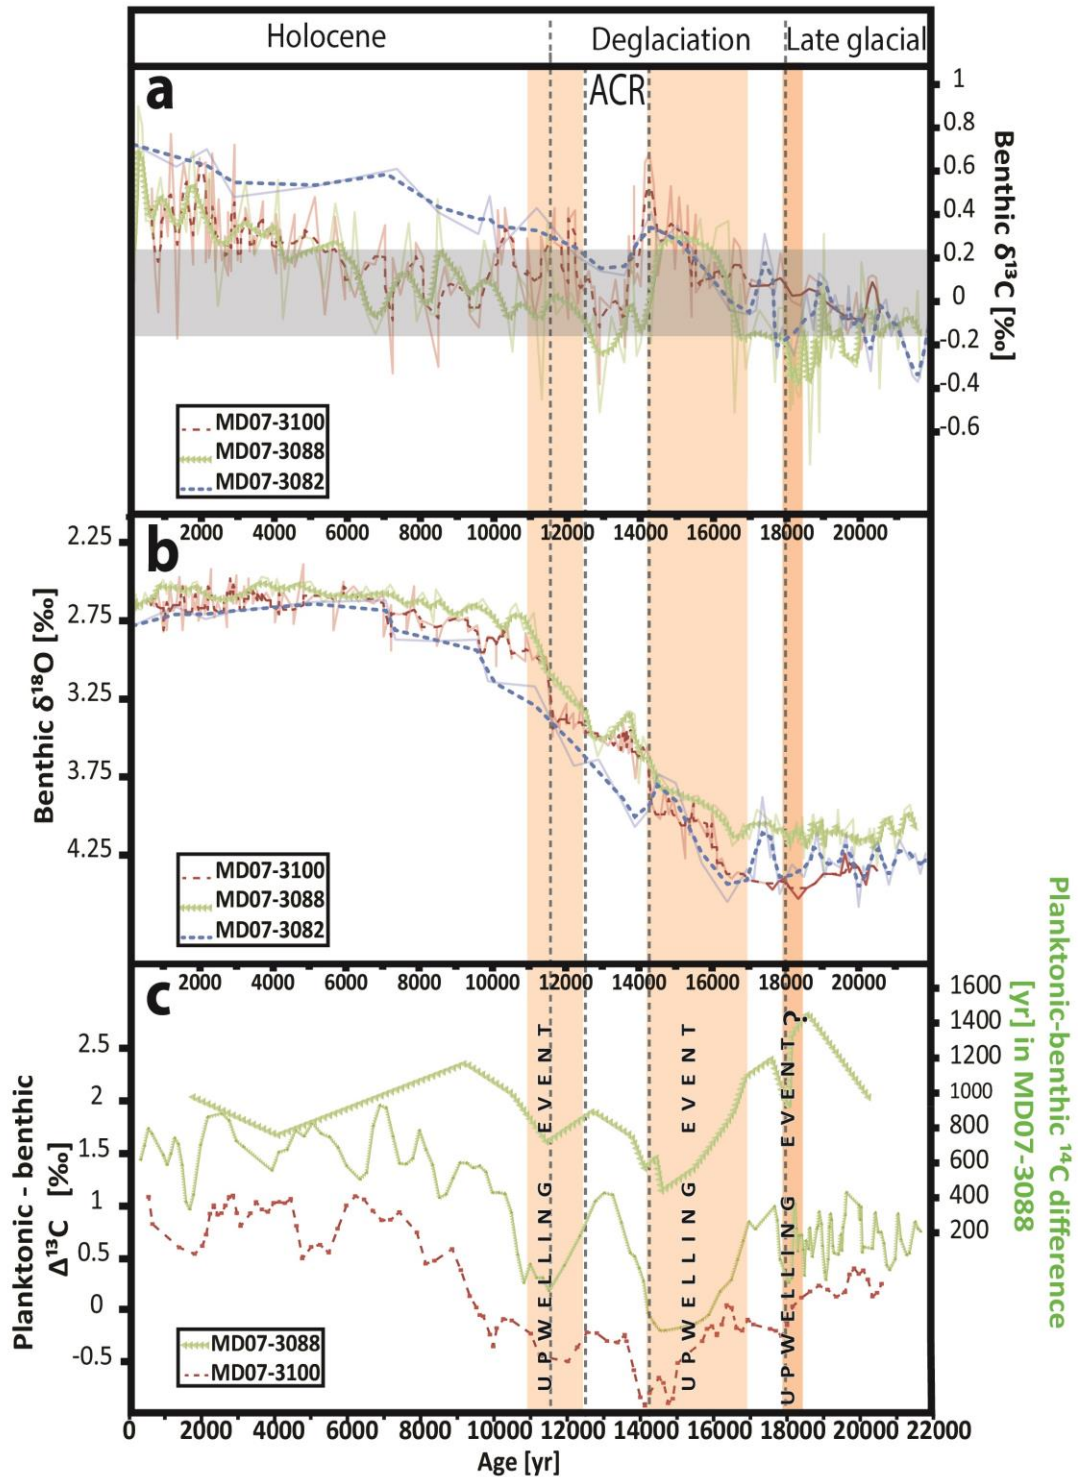 Holocene Deglaciation Late glacial
a ACR
1
0.8
0.6
0.4
0.2
0
-0.2
-0.4
-0.6
Benthic δ¹³C [‰]
MD07-3100
MD07-3088
MD07-3082
2000 4000 6000 8000 10000 12000 14000 16000 18000 20000
b
2.25
2.75
3.25
3.75
4.25
Benthic δ¹⁸O [‰]
MD07-3100
MD07-3088
MD07-3082
2000 4000 6000 8000 10000 12000 14000 16000 18000 20000
c
2.5
2
1.5
1
0.5
0
-0.5
Planktonic - benthic
Δ¹³C [‰]
UPWELLING EVENT
UPWELLING EVENT
UPWELLING EVENT?
1600
1400
1200
1000
800
600
400
200
Planktonic-benthic ¹⁴C difference
[yr] in MD07-3088
MD07-3088
MD07-3100
0 2000 4000 6000 8000 10000 12000 14000 16000 18000 20000 22000
Age [yr]